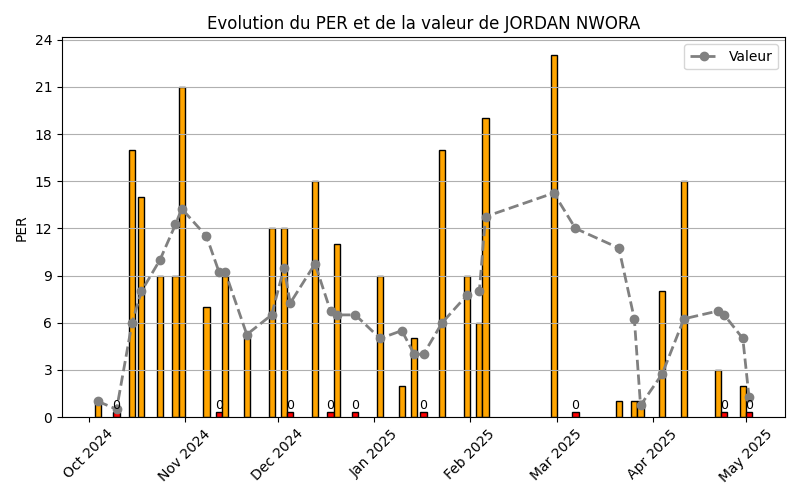 Evolution du PER et de la valeur de JORDAN NWORA
Valeur
PER
24
21
18
15
12
9
6
3
0
0 0 0 0 0 0 0 0 0
Oct 2024 Nov 2024 Dec 2024 Jan 2025 Feb 2025 Mar 2025 Apr 2025 May 2025